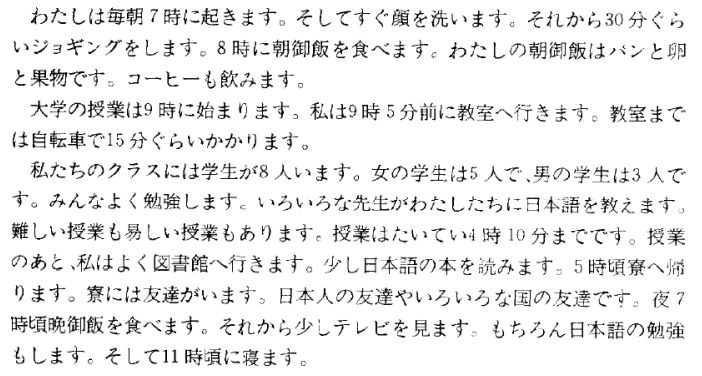 わたしは毎朝7時に起きます。そしてすぐ顔を洗います。それから30分ぐら
いジョギングをします。8時に朝御飯を食べます。わたしの朝御飯はパンと卵
と果物です。コーヒーも飲みます。
大学の授業は9時に始まります。私は9時5分前に教室へ行きます。教室まで
は自転車で15分ぐらいかかります。
私たちのクラスには学生が8人います。女の学生は5人で、男の学生は3人で
す。みんなよく勉強します。いろいろな先生がわたしたちに日本語を教えます。
難しい授業も易しい授業もあります。授業はたいてい4時10分までです。授業
のあと、私はよく図書館へ行きます。少し日本語の本を読みます。5時頃寮へ帰
ります。寮には友達がいます。日本人の友達やいろいろな国の友達です。夜7
時頃晩御飯を食べます。それから少しテレビを見ます。もちろん日本語の勉強
もします。そして11時頃に寝ます。